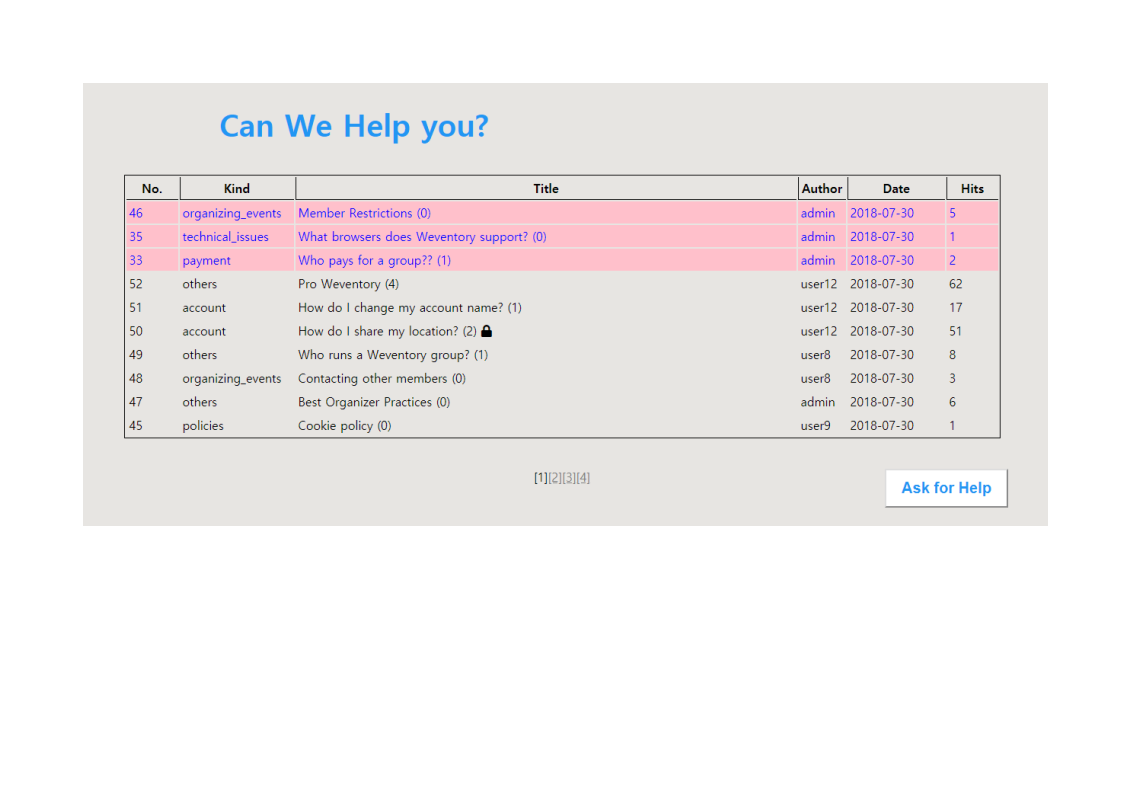 Can We Help you?
No. Kind Title Author Date Hits
46 organizing_events Member Restrictions (0) admin 2018-07-30 5
35 technical_issues What browsers does Weventory support? (0) admin 2018-07-30 1
33 payment Who pays for a group?? (1) admin 2018-07-30 2
52 others Pro Weventory (4) user12 2018-07-30 62
51 account How do I change my account name? (1) user12 2018-07-30 17
50 account How do I share my location? (2) user12 2018-07-30 51
49 others Who runs a Weventory group? (1) user8 2018-07-30 8
48 organizing_events Contacting other members (0) user8 2018-07-30 3
47 others Best Organizer Practices (0) admin 2018-07-30 6
45 policies Cookie policy (0) user9 2018-07-30 1
[1][2][3][4]
Ask for Help